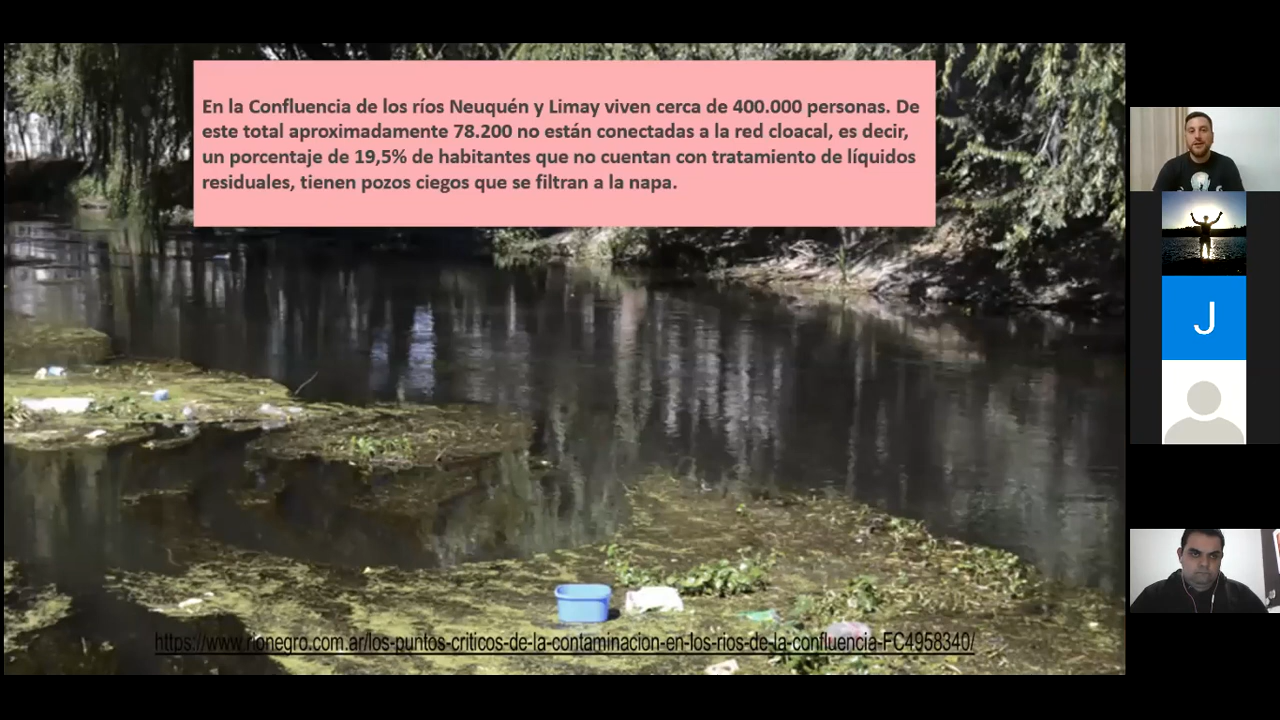 En la Confluencia de los ríos Neuquén y Limay viven cerca de 400.000 personas. De
este total aproximadamente 78.200 no están conectadas a la red cloacal, es decir,
un porcentaje de 19,5% de habitantes que no cuentan con tratamiento de líquidos
residuales, tienen pozos ciegos que se filtran a la napa.
J
https://www.rionegro.com.ar/los-puntos-criticos-de-la-contaminacion-en-los-rios-de-la-confluencia-FC4958340/